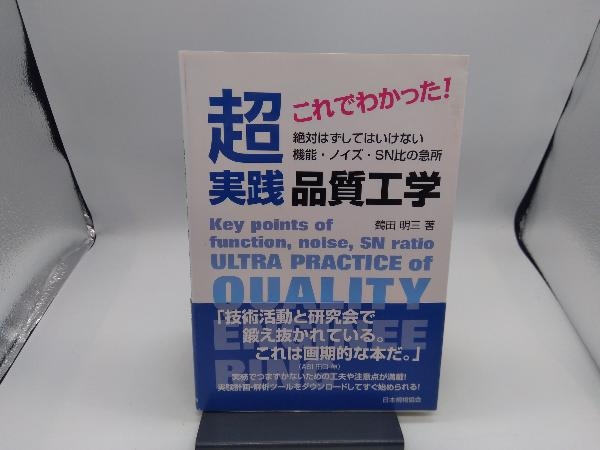 これでわかった!
超
絶対はずしてはいけない
機能・ノイズ・SN比の急所
実践 品質工学
鶴田 明三 著
Key points of
function, noise, SN ratio
ULTRA PRACTICE of
QUALITY
「技術活動と研究会で
鍛え抜かれている。
これは画期的な本だ。」
実務でつまずかないための工夫や注意点が満載!
実験計画・解析ツールをダウンロードしてすぐ始められる!
日本規格協会